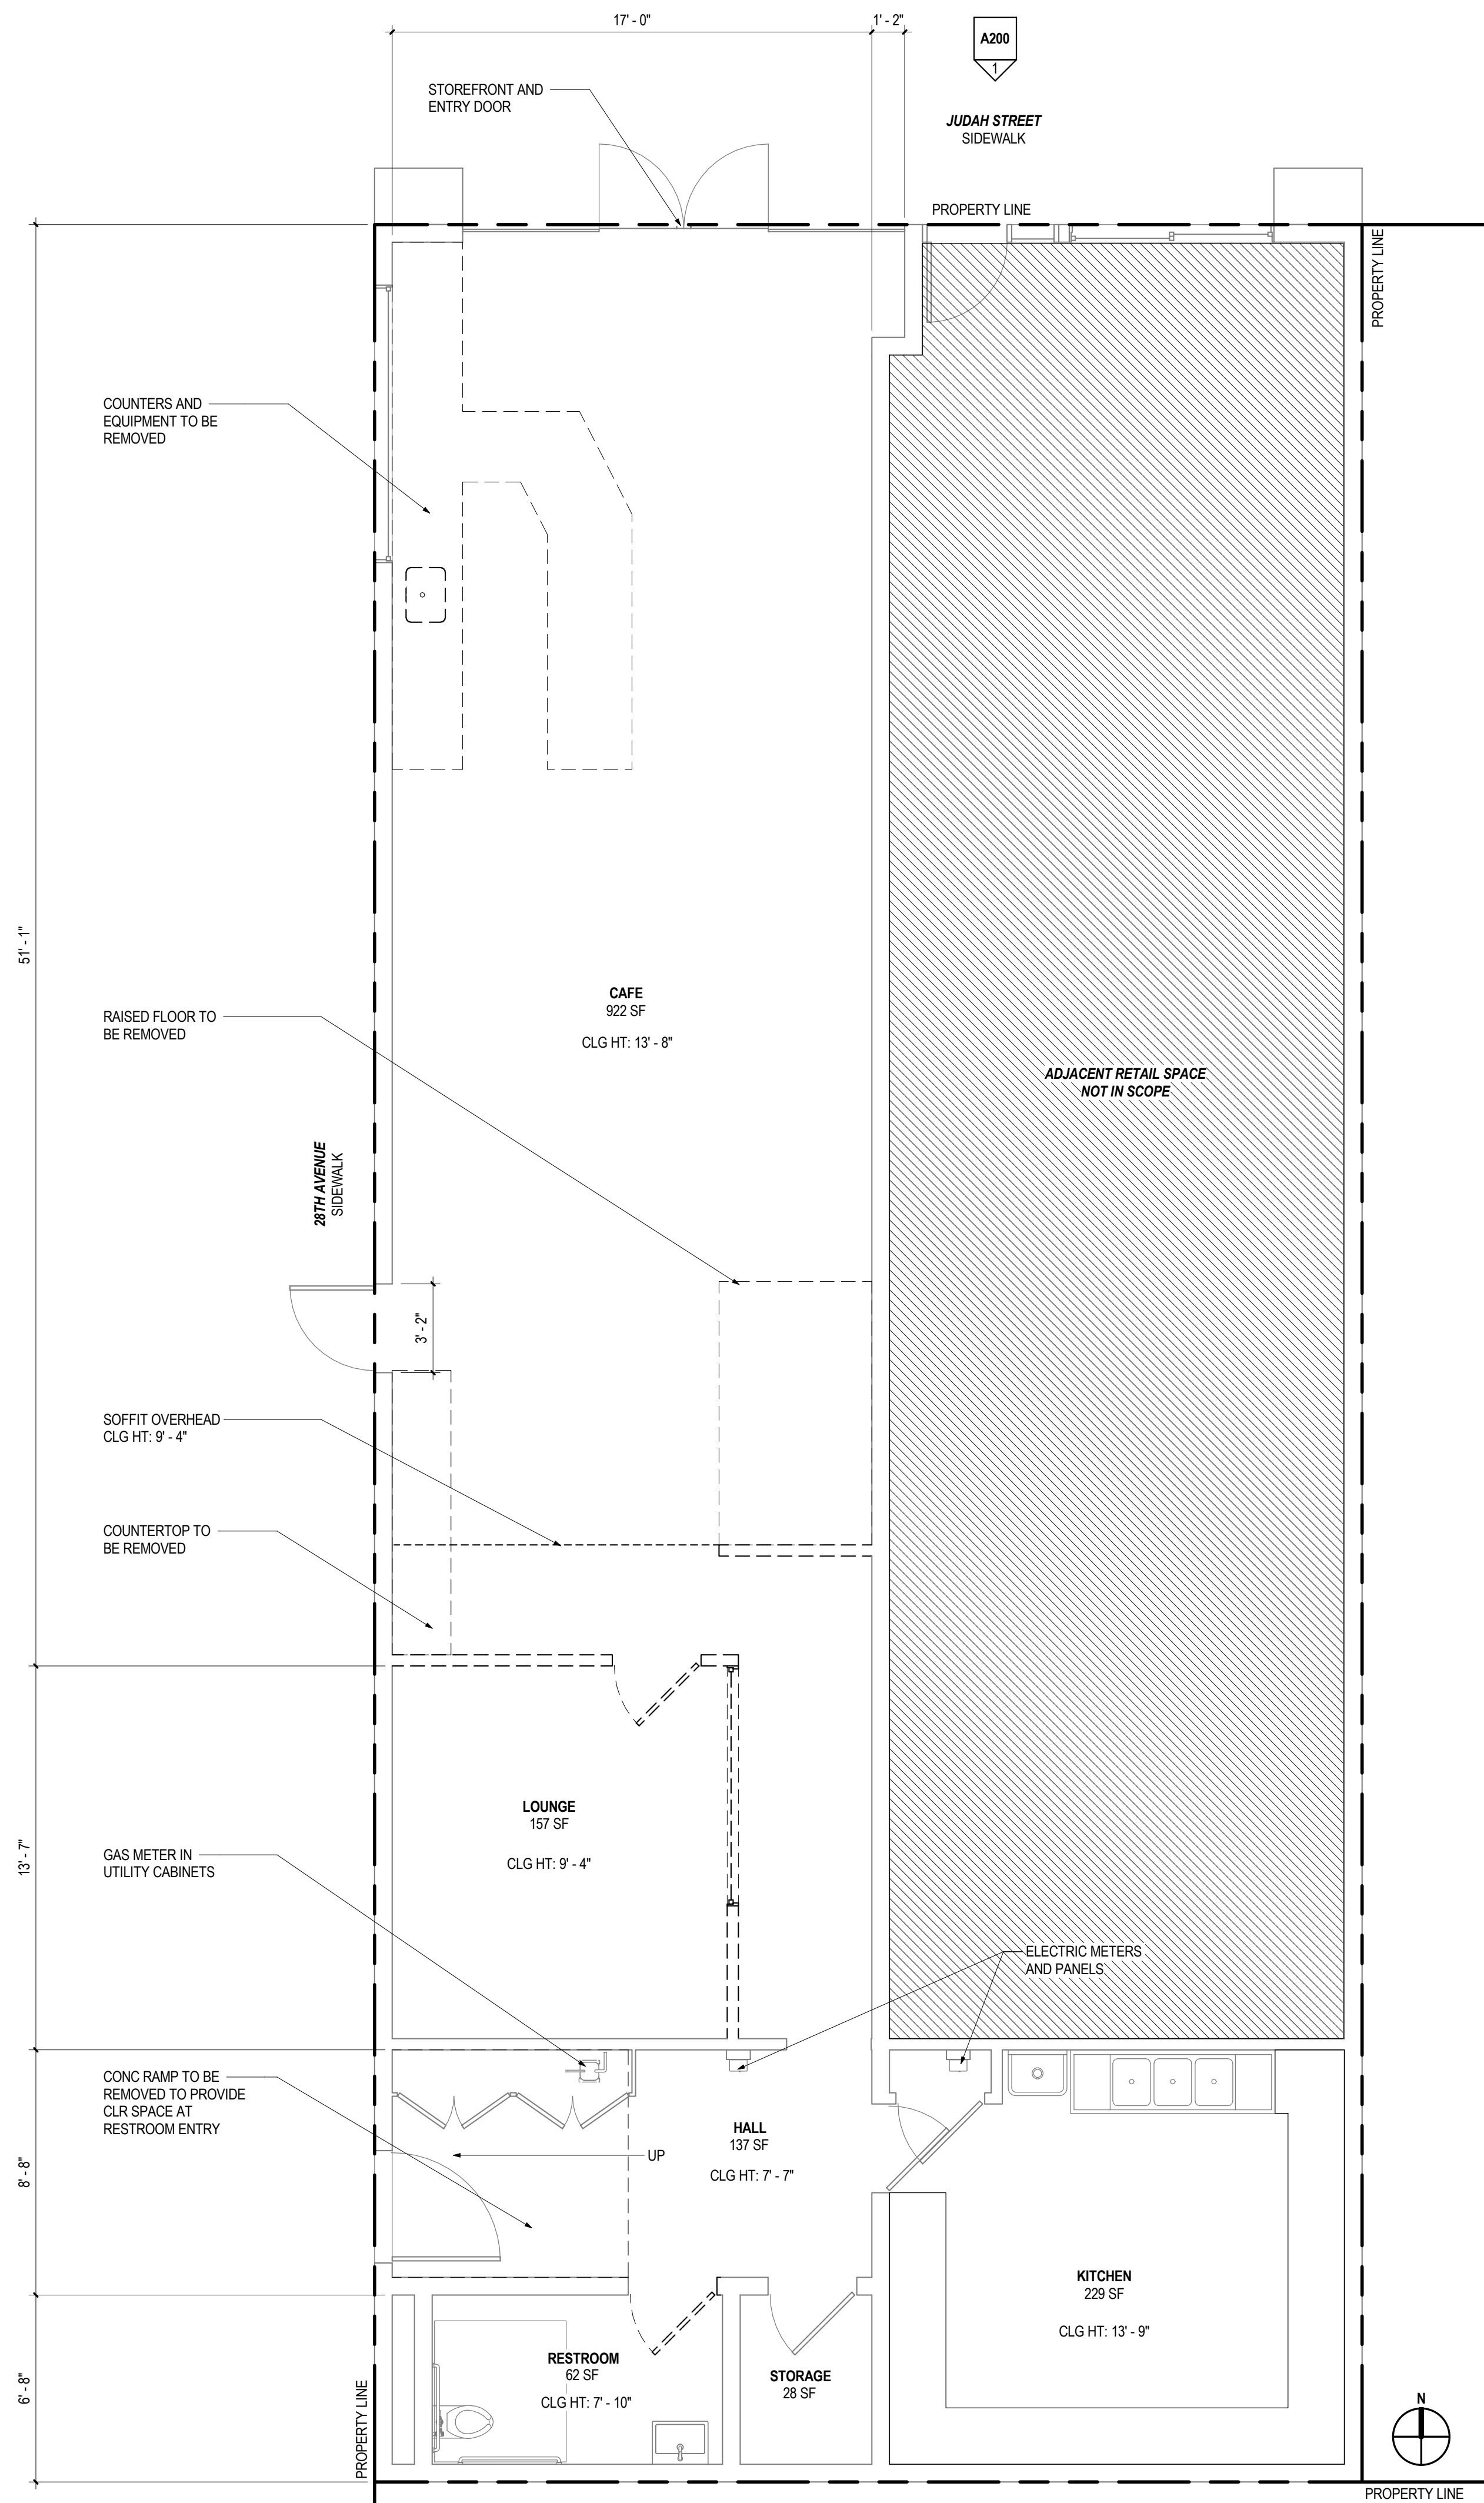 17' - 0"
1' - 2"
A200
1
STOREFRONT AND
ENTRY DOOR
JUDAH STREET
SIDEWALK
PROPERTY LINE
PROPERTY LINE
COUNTERS AND
EQUIPMENT TO BE
REMOVED
51' - 1"
CAFE
922 SF
CLG HT: 13' - 8"
RAISED FLOOR TO
BE REMOVED
ADJACENT RETAIL SPACE
NOT IN SCOPE
28TH AVENUE
SIDEWALK
3' - 2"
SOFFIT OVERHEAD
CLG HT: 9' - 4"
COUNTERTOP TO
BE REMOVED
LOUNGE
157 SF
CLG HT: 9' - 4"
13' - 7"
GAS METER IN
UTILITY CABINETS
ELECTRIC METERS
AND PANELS
CONC RAMP TO BE
REMOVED TO PROVIDE
CLR SPACE AT
RESTROOM ENTRY
UP
HALL
137 SF
CLG HT: 7' - 7"
8' - 8"
KITCHEN
229 SF
CLG HT: 13' - 9"
RESTROOM
62 SF
CLG HT: 7' - 10"
STORAGE
28 SF
6' - 8"
PROPERTY LINE
N
PROPERTY LINE